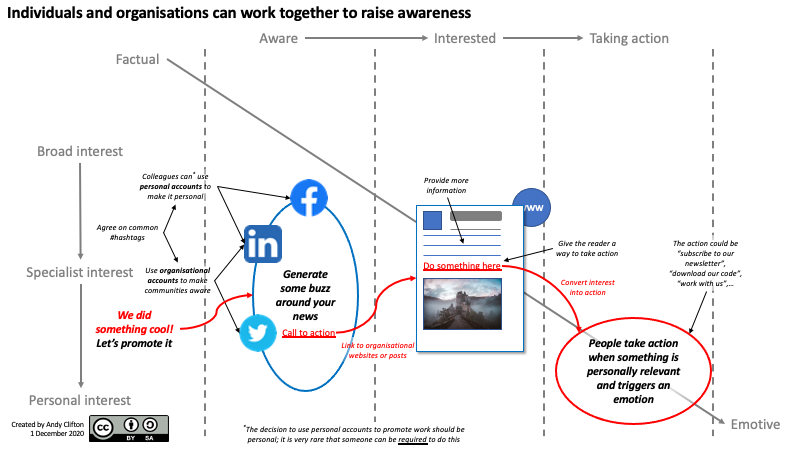 Individuals and organisations can work together to raise awareness
Aware
Interested
Taking action
Factual
Broad interest
Colleagues can* use
personal accounts to
make it personal
Provide more
information
WW
Agree on common
#hashtags
in
Give the reader
a way to take action
The action could be
"subscribe to our
newsletter",
"download our code",
"work with us",...
Specialist interest
Use organisational
accounts to make
communities aware
Generate
some buzz
around your
news
Do something here
Convert interest
into action
We did
something cool!
Let's promote it
Call to action
Link to organisational
websites or posts
People take action
when something is
personally relevant
and triggers an
emotion
Personal interest
Emotive
Created by Andy Clifton
1 December 2020
cc
BY SA
*The decision to use personal accounts to promote work should be
personal; it is very rare that someone can be required to do this